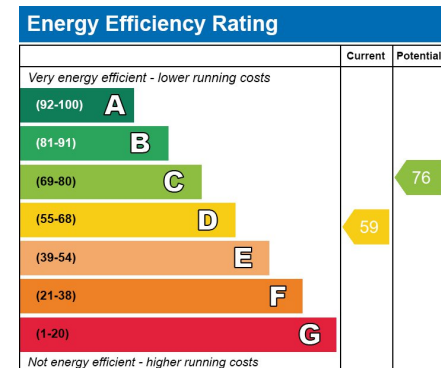 Energy Efficiency Rating
Current Potential
Very energy efficient - lower running costs
(92-100) A
(81-91) B
(69-80) C 76
(55-68) D 59
(39-54) E
(21-38) F
(1-20) G
Not energy efficient - higher running costs